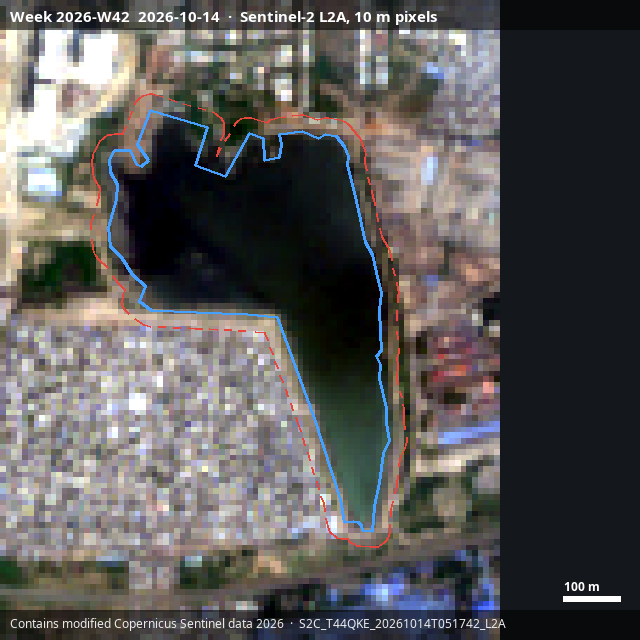 Week 2026-W42  2026-10-14  ·  Sentinel-2 L2A, 10 m pixels
100 m
Contains modified Copernicus Sentinel data 2026  ·  S2C_T44QKE_20261014T051742_L2A